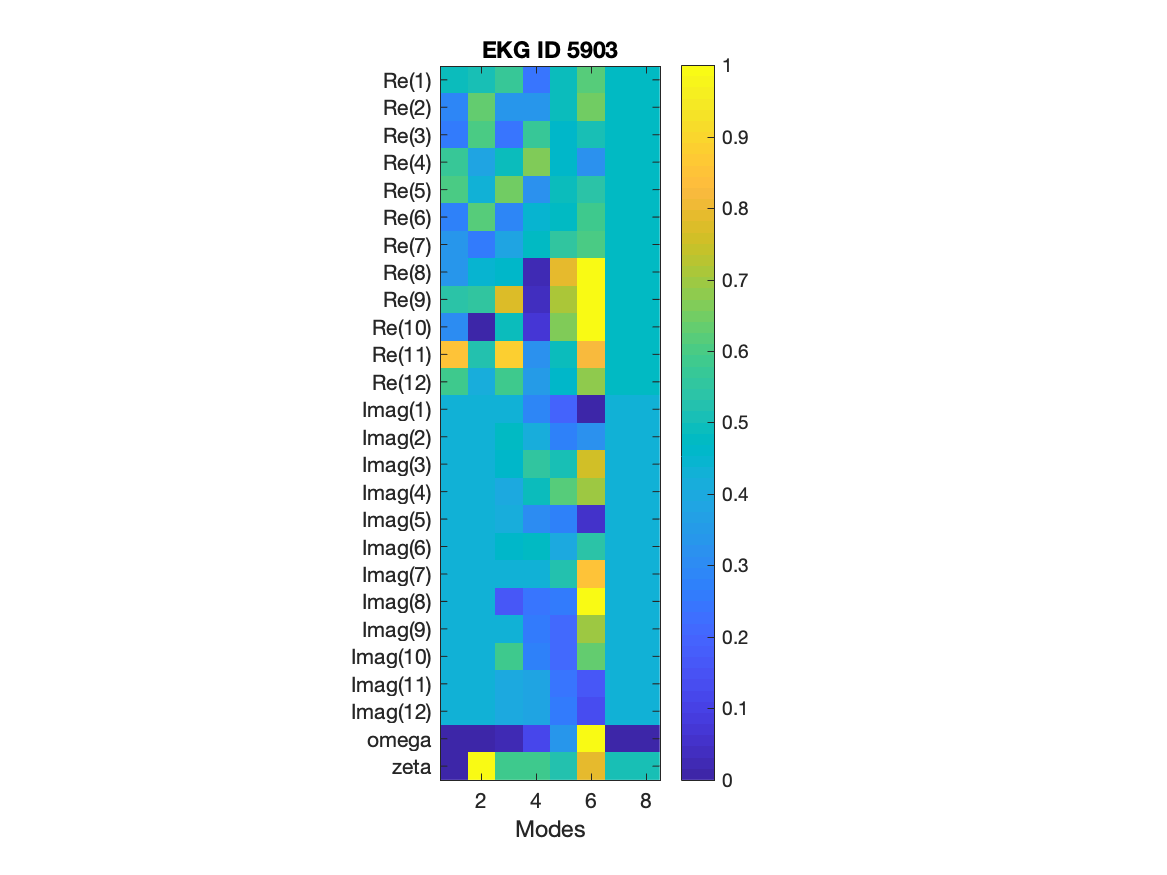 EKG ID 5903
Re(1)
Re(2)
Re(3)
Re(4)
Re(5)
Re(6)
Re(7)
Re(8)
Re(9)
Re(10)
Re(11)
Re(12)
Imag(1)
Imag(2)
Imag(3)
Imag(4)
Imag(5)
Imag(6)
Imag(7)
Imag(8)
Imag(9)
Imag(10)
Imag(11)
Imag(12)
omega
zeta
2 4 6 8
Modes
1
0.9
0.8
0.7
0.6
0.5
0.4
0.3
0.2
0.1
0